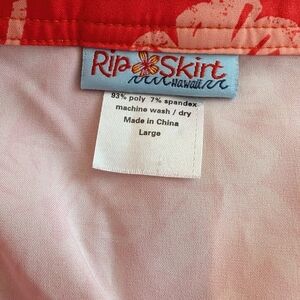 Rip Skirt
Hawaii
93% poly 7% spandex
machine wash / dry
Made in China
Large